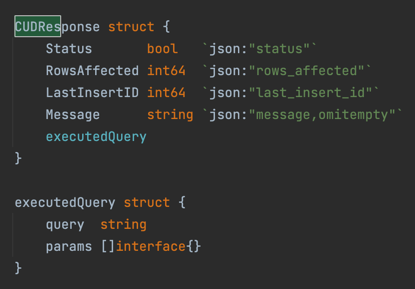 CUDResponse struct {
    Status       bool   `json:"status"`
    RowsAffected int64  `json:"rows_affected"`
    LastInsertID int64  `json:"last_insert_id"`
    Message      string `json:"message,omitempty"`
    executedQuery
}

executedQuery struct {
    query  string
    params []interface{}
}